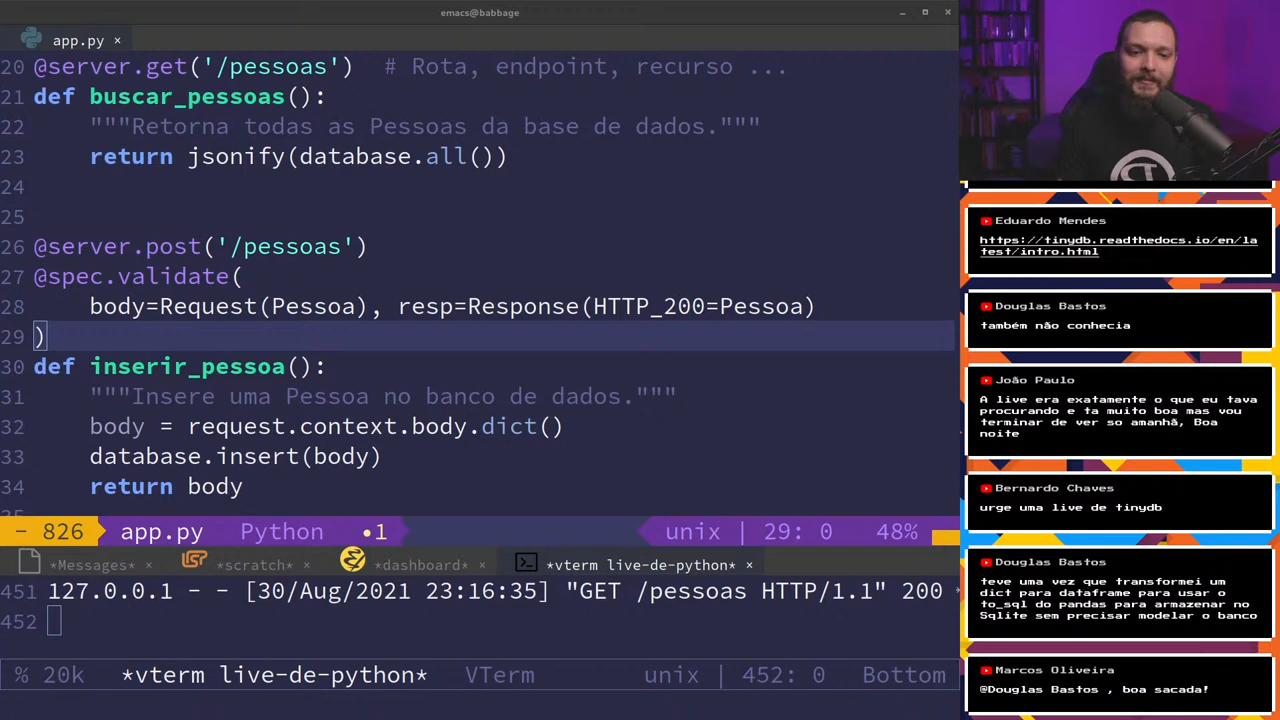 emacs@babbage
app.py ×
20 @server.get('/pessoas')  # Rota, endpoint, recurso ...
21 def buscar_pessoas():
22     """Retorna todas as Pessoas da base de dados."""
23     return jsonify(database.all())
24
25
26 @server.post('/pessoas')
27 @spec.validate(
28     body=Request(Pessoa), resp=Response(HTTP_200=Pessoa)
29 )
30 def inserir_pessoa():
31     """Insere uma Pessoa no banco de dados."""
32     body = request.context.body.dict()
33     database.insert(body)
34     return body
- 826 app.py Python •1 unix | 29: 0 48%
*Messages* × *scratch* × *dashboard* × *vterm live-de-python* ×
451 127.0.0.1 - - [30/Aug/2021 23:16:35] "GET /pessoas HTTP/1.1" 200
452
% 20k *vterm live-de-python* VTerm unix | 452: 0 Bottom
Eduardo Mendes
https://tinydb.readthedocs.io/en/la
test/intro.html
Douglas Bastos
também não conhecia
João Paulo
A live era exatamente o que eu tava
procurando e ta muito boa mas vou
terminar de ver so amanhã, Boa
noite
Bernardo Chaves
urge uma live de tinydb
Douglas Bastos
teve uma vez que transformei um
dict para dataframe para usar o
to_sql do pandas para armazenar no
Sqlite sem precisar modelar o banco
Marcos Oliveira
@Douglas Bastos , boa sacada!